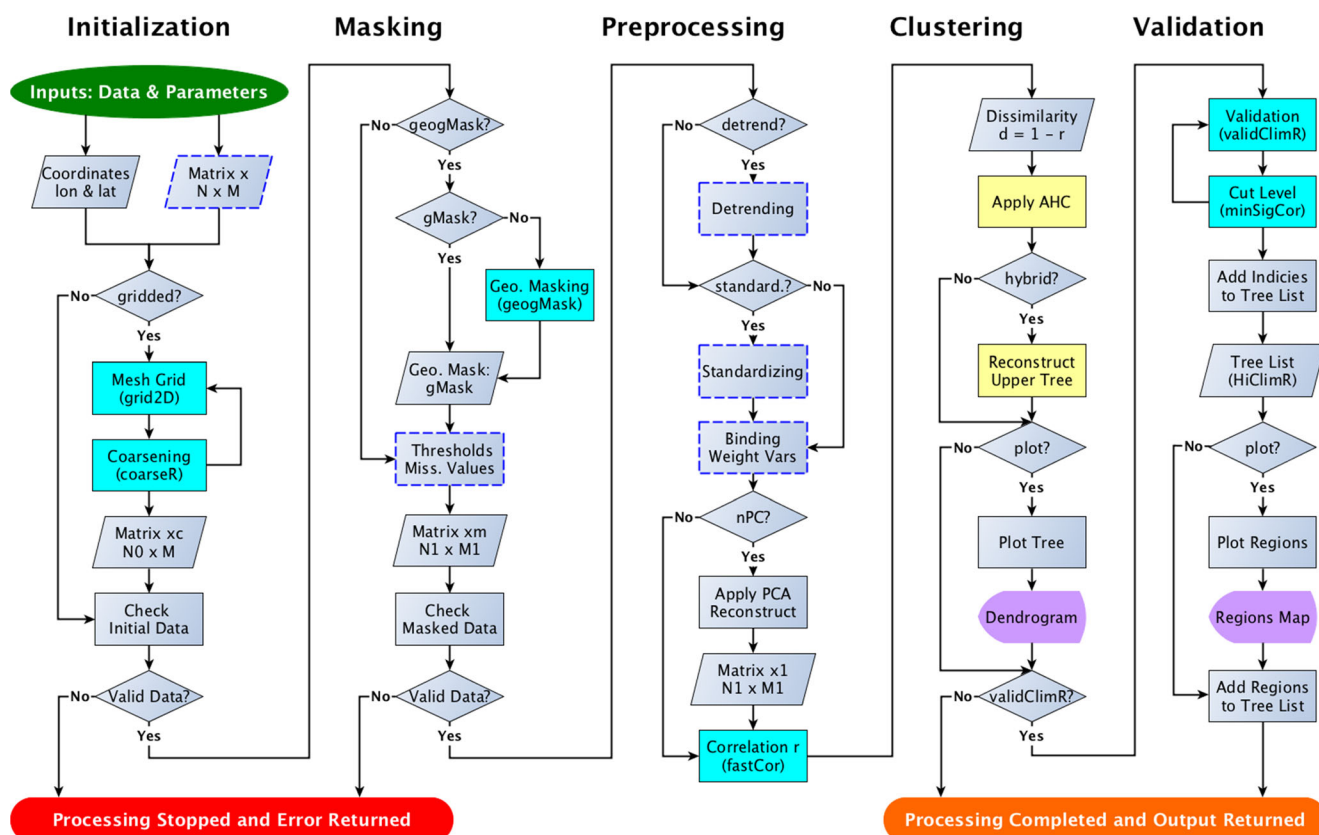 Initialization
Inputs: Data & Parameters
Coordinates
lon & lat
Matrix x
N x M
gridded?
No
Yes
Mesh Grid
(grid2D)
Coarsening
(coarseR)
Matrix xc
N0 x M
Check
Initial Data
No
Valid Data?
Yes
Masking
No
geogMask?
Yes
gMask?
No
Yes
Geo. Masking
(geogMask)
Geo. Mask:
gMask
Thresholds
Miss. Values
Matrix xm
N1 x M1
Check
Masked Data
No
Valid Data?
Yes
Processing Stopped and Error Returned
Preprocessing
No
detrend?
Yes
Detrending
standard.?
No
Yes
Standardizing
Binding
Weight Vars
No
nPC?
Yes
Apply PCA
Reconstruct
Matrix x1
N1 x M1
Correlation r
(fastCor)
Clustering
Dissimilarity
d = 1 – r
Apply AHC
No
hybrid?
Yes
Reconstruct
Upper Tree
No
plot?
Yes
Plot Tree
Dendrogram
No
validClimR?
Yes
Validation
Validation
(validClimR)
Cut Level
(minSigCor)
Add Indicies
to Tree List
Tree List
(HiClimR)
No
plot?
Yes
Plot Regions
Regions Map
Add Regions
to Tree List
Processing Completed and Output Returned